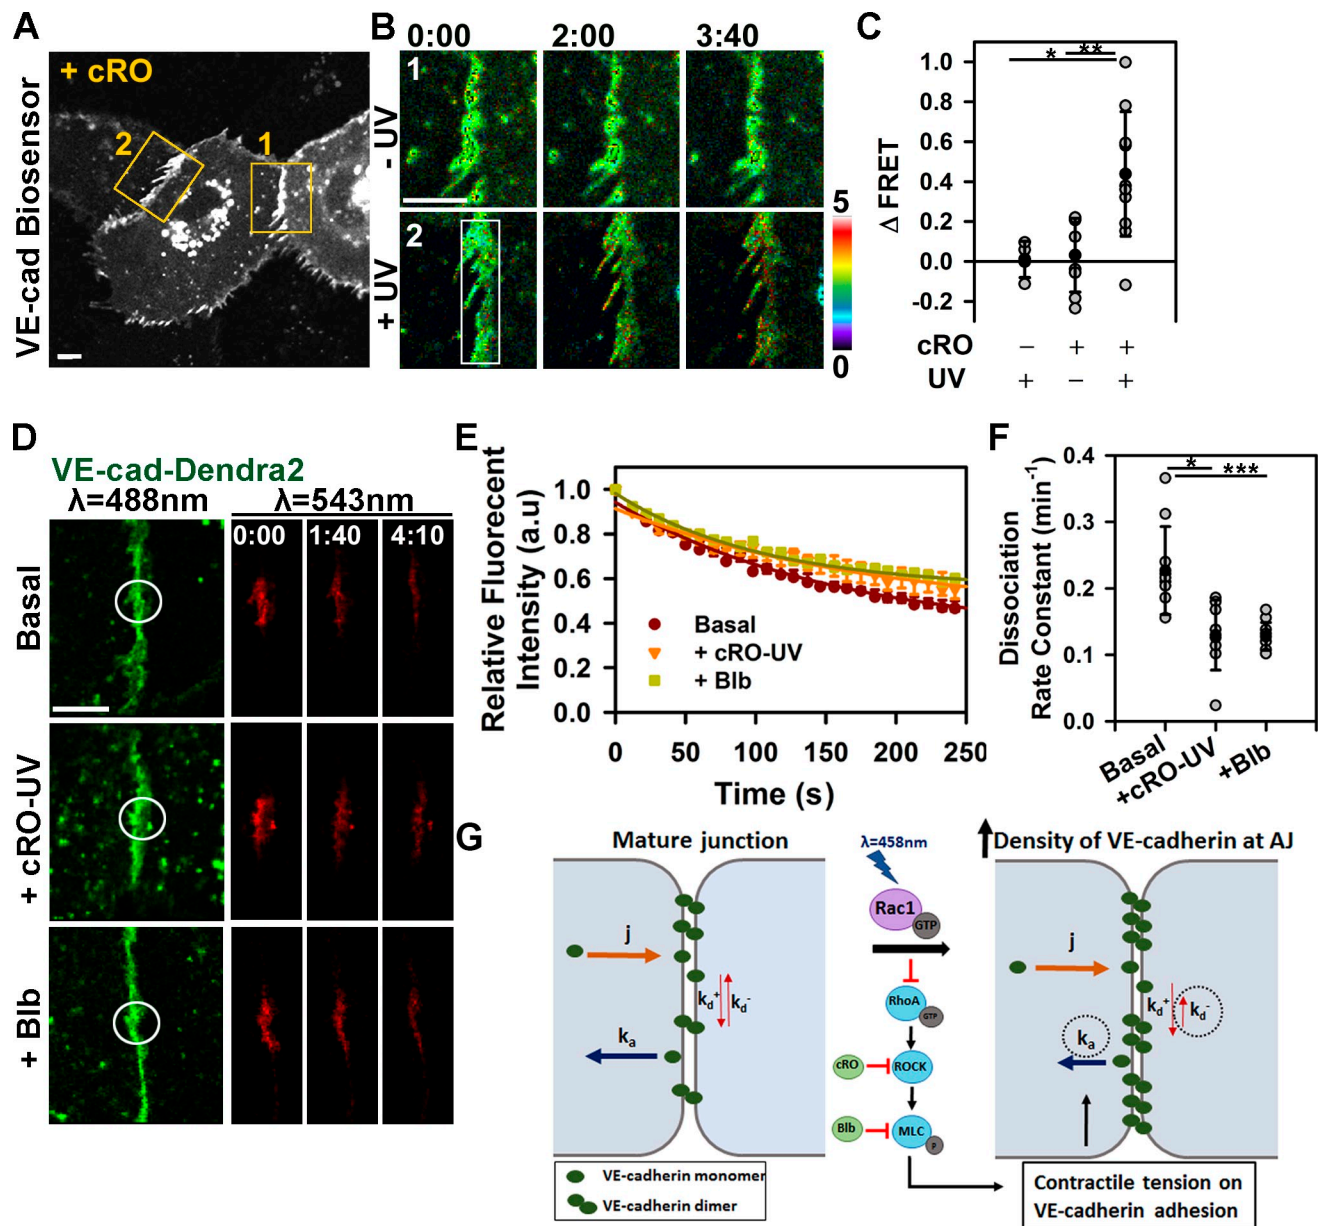 A
VE-cad Biosensor
+ cRO
2
1
B
0:00
2:00
3:40
- UV
1
+ UV
2
5
0
C
Δ FRET
1.0
0.8
0.6
0.4
0.2
0.0
-0.2
*
**
cRO
−
+
+
UV
+
−
+
D
VE-cad-Dendra2
λ=488nm
λ=543nm
0:00
1:40
4:10
Basal
+ cRO-UV
+ Blb
E
Relative Fluorecent
Intensity (a.u)
1.0
0.8
0.6
0.4
0.2
0.0
Basal
+ cRO-UV
+ Blb
0
50
100
150
200
250
Time (s)
F
Dissociation
Rate Constant (min⁻¹)
0.4
0.3
0.2
0.1
0.0
*
***
Basal
+cRO-UV
+Blb
G
Mature junction
j
kd+
kd-
ka
VE-cadherin monomer
VE-cadherin dimer
λ=458nm
Rac1
GTP
RhoA
GTP
cRO
ROCK
Blb
MLC
P
Density of VE-cadherin at AJ
j
kd+
kd-
ka
Contractile tension on
VE-cadherin adhesion